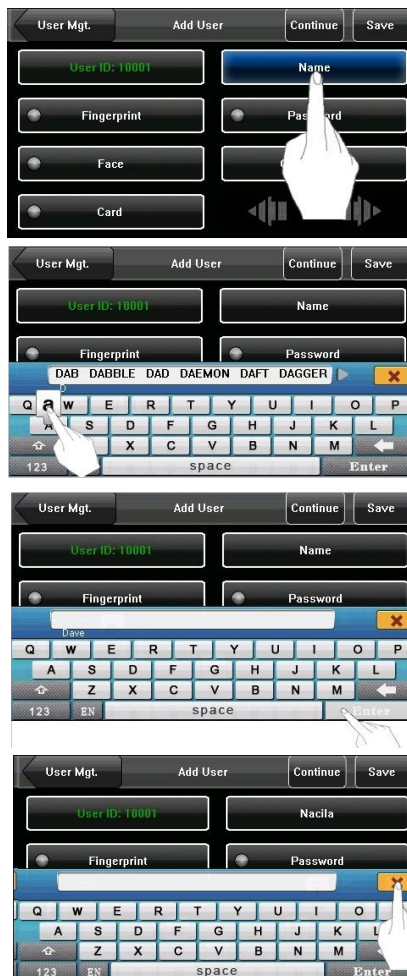 User Mgt. Add User Continue Save
User ID: 10001 Name
Fingerprint
Face
Card
User Mgt. Add User Continue Save
User ID: 10001 Name
Fingerprint Password
DAB DABBLE DAD DAEMON DAFT DAGGER
D
Q a W E R T Y U I O P
A S D F G H J K L
X C V B N M
123 space Enter
User Mgt. Add User Continue Save
User ID: 10001 Name
Fingerprint Password
Dave
Q W E R T Y U I O P
A S D F G H J K L
Z X C V B N M
123 EN space Enter
User Mgt. Add User Continue Save
User ID: 10001 Nacila
Fingerprint Password
Q W E R T Y U I O
A S D F G H J K L
Z X C V B N M
123 EN space Enter